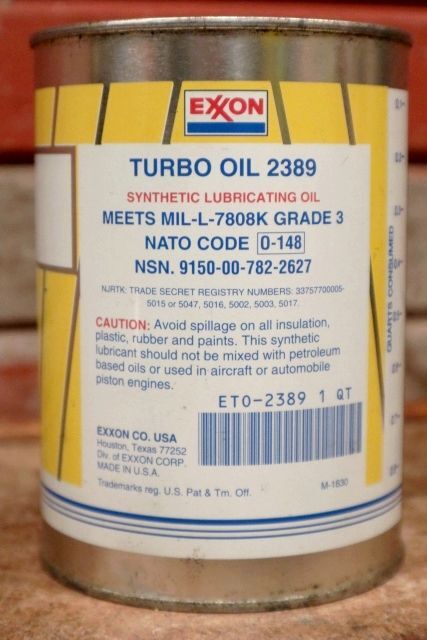 EXXON
TURBO OIL 2389
SYNTHETIC LUBRICATING OIL
MEETS MIL-L-7808K GRADE 3
NATO CODE O-148
NSN. 9150-00-782-2627
NJRTK: TRADE SECRET REGISTRY NUMBERS: 33757700005-
5015 or 5047, 5016, 5002, 5003, 5017.
CAUTION: Avoid spillage on all insulation,
plastic, rubber and paints. This synthetic
lubricant should not be mixed with petroleum
based oils or used in aircraft or automobile
piston engines.
ETO-2389 1 QT
EXXON CO. USA
Houston, Texas 77252
Div. of EXXON CORP.
MADE IN U.S.A.
Trademarks reg. U.S. Pat & Tm. Off.
M-1830
QUARTS CONSUMED